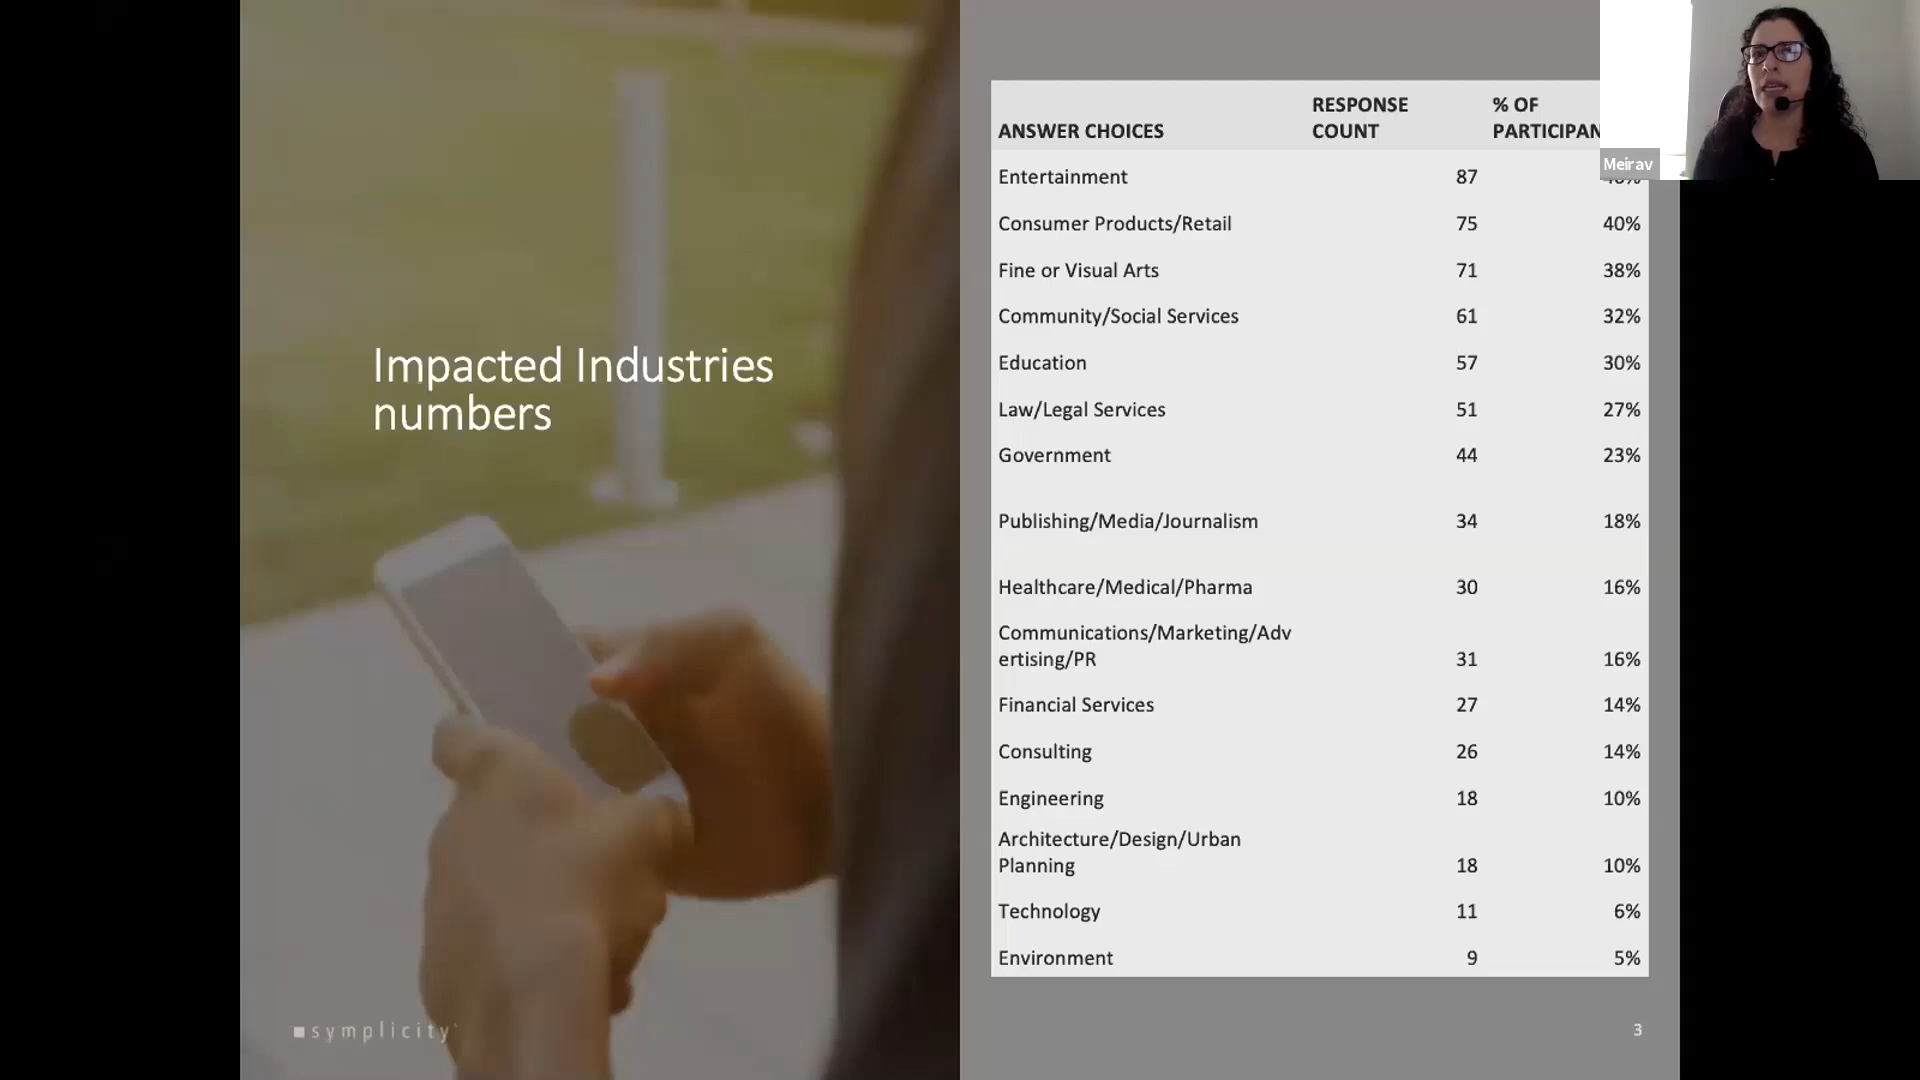 Impacted Industries
numbers
symplicity
ANSWER CHOICES RESPONSE COUNT % OF
Entertainment 87
Consumer Products/Retail 75 40%
Fine or Visual Arts 71 38%
Community/Social Services 61 32%
Education 57 30%
Law/Legal Services 51 27%
Government 44 23%
Publishing/Media/Journalism 34 18%
Healthcare/Medical/Pharma 30 16%
Communications/Marketing/Adv
ertising/PR 31 16%
Financial Services 27 14%
Consulting 26 14%
Engineering 18 10%
Architecture/Design/Urban
Planning 18 10%
Technology 11 6%
Environment 9 5%
3
Meirav